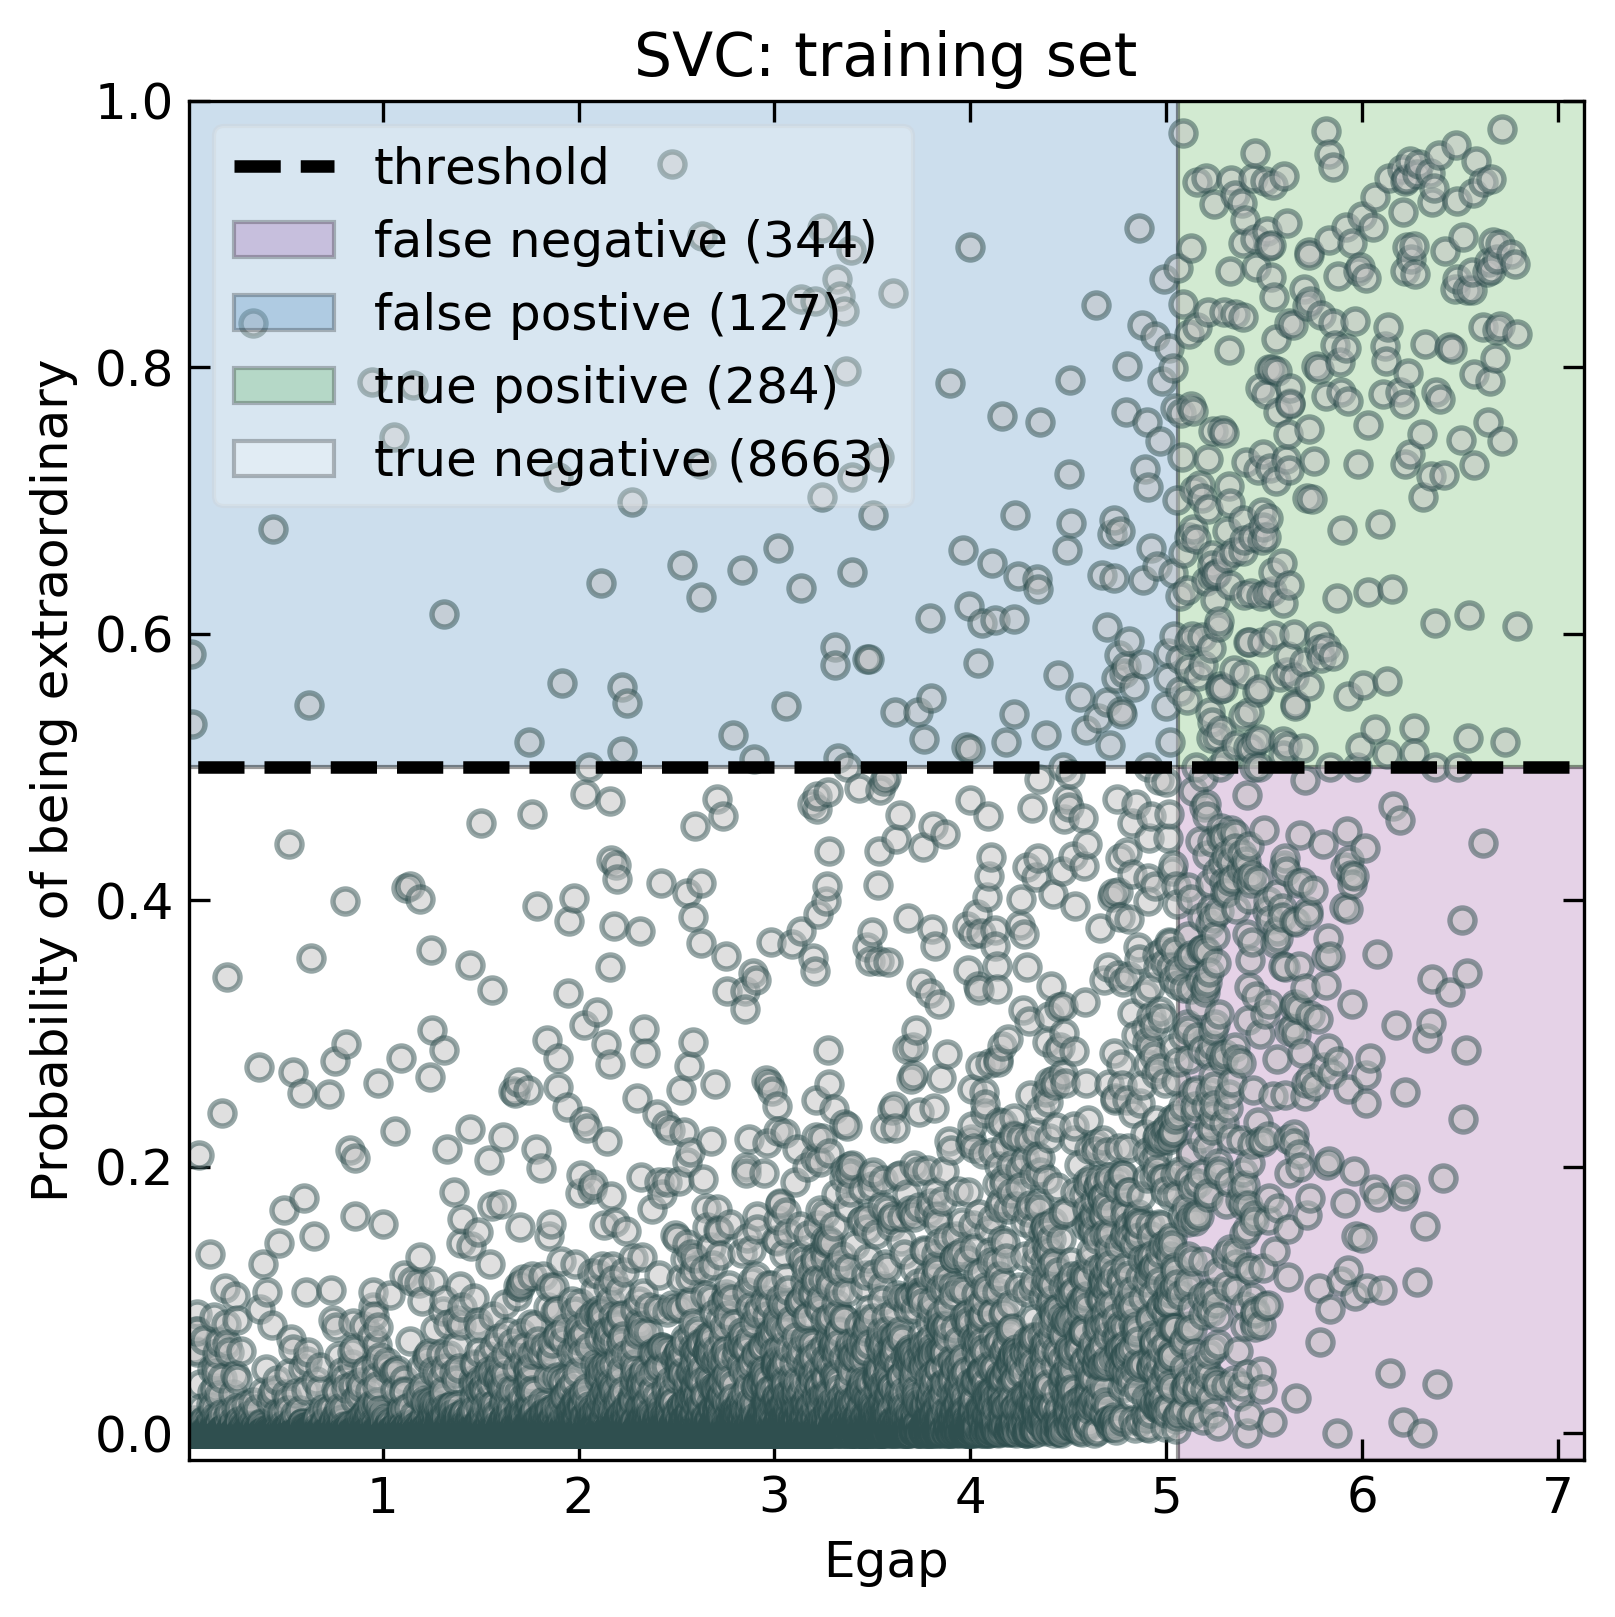 SVC: training set
1.0
0.8
0.6
0.4
0.2
0.0
Probability of being extraordinary
threshold
false negative (344)
false postive (127)
true positive (284)
true negative (8663)
1 2 3 4 5 6 7
Egap